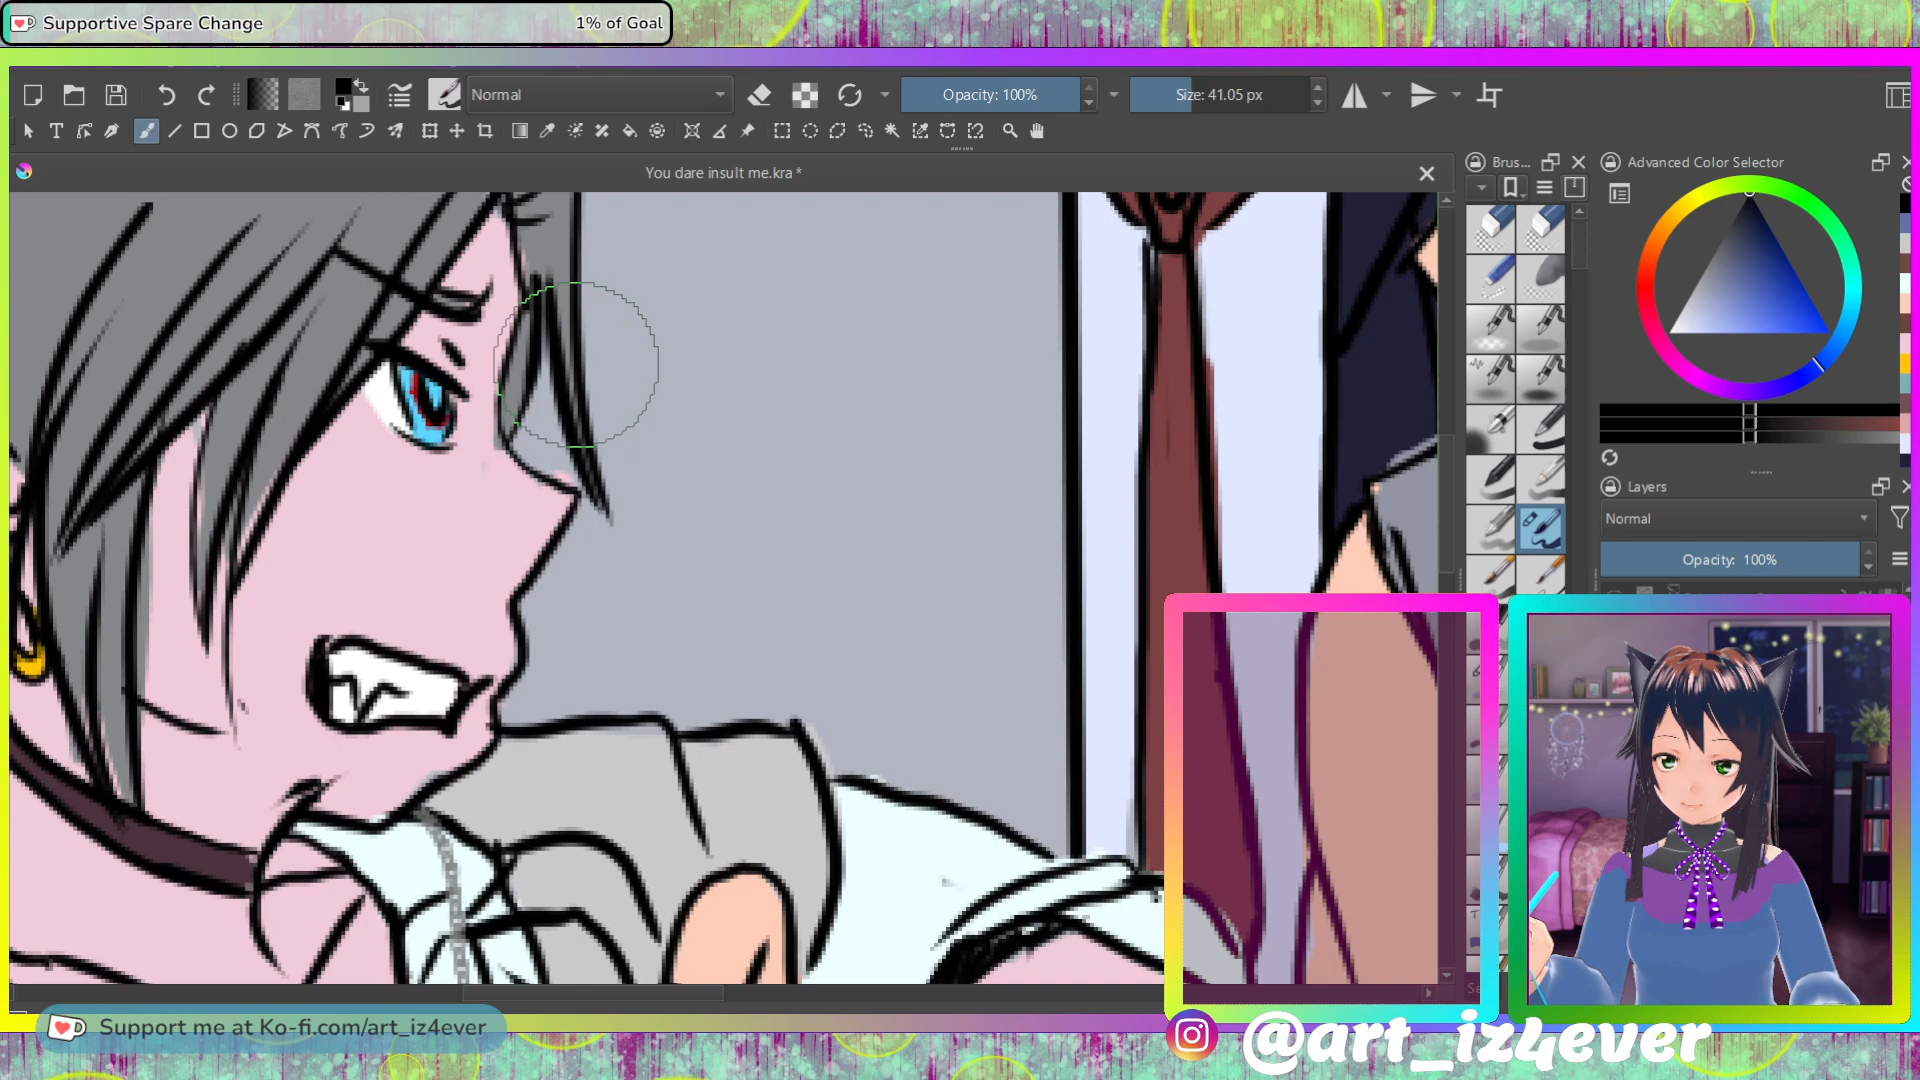 Supportive Spare Change
1% of Goal
Normal
Opacity: 100%
Size: 41.05 px
You dare insult me.kra *
Brus...
Advanced Color Selector
Layers
Normal
Opacity: 100%
Support me at Ko-fi.com/art_iz4ever
@art_iz4ever